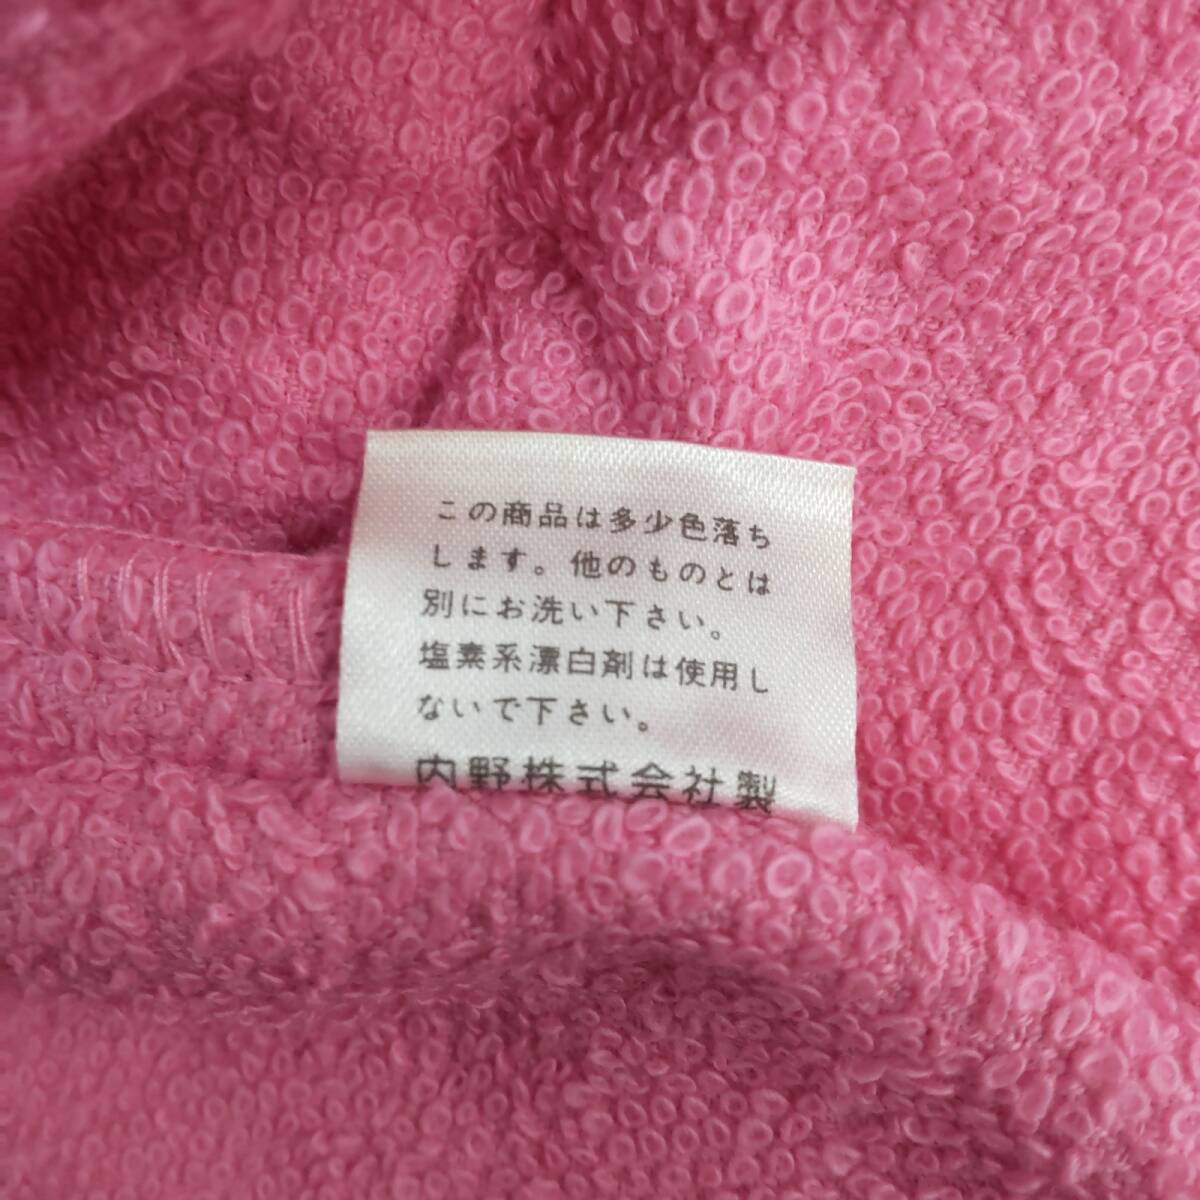 この商品は多少色落ち
します。他のものとは
別にお洗い下さい。
塩素系漂白剤は使用し
ないで下さい。
内野株式会社製